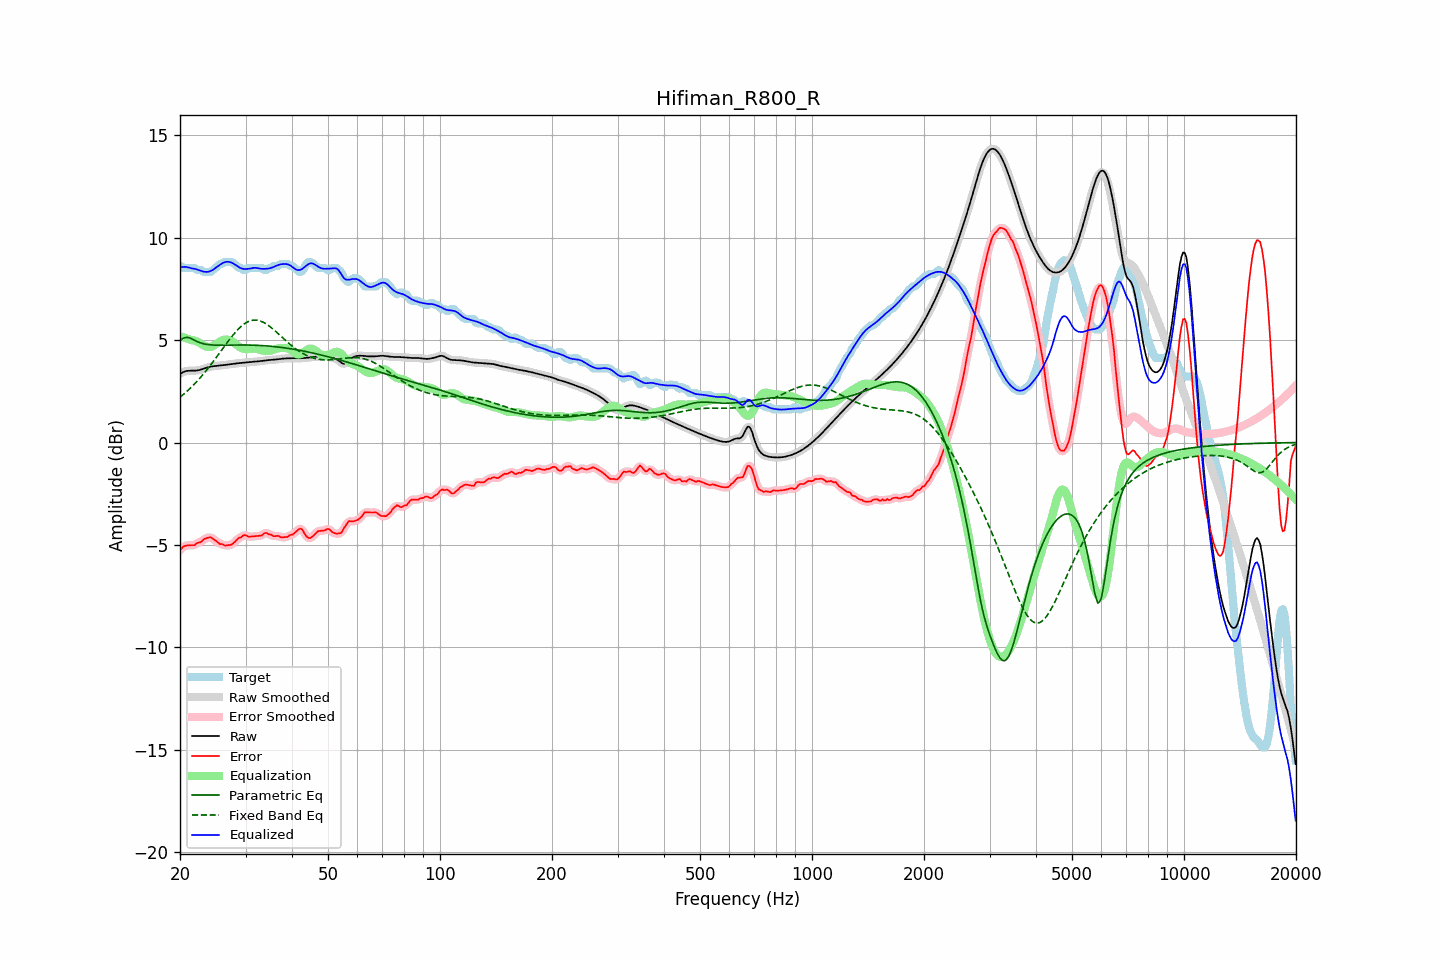 Hifiman_R800_R
Amplitude (dBr)
15
10
5
0
−5
−10
−15
−20
Target
Raw Smoothed
Error Smoothed
Raw
Error
Equalization
Parametric Eq
Fixed Band Eq
Equalized
20 50 100 200 500 1000 2000 5000 10000 20000
Frequency (Hz)